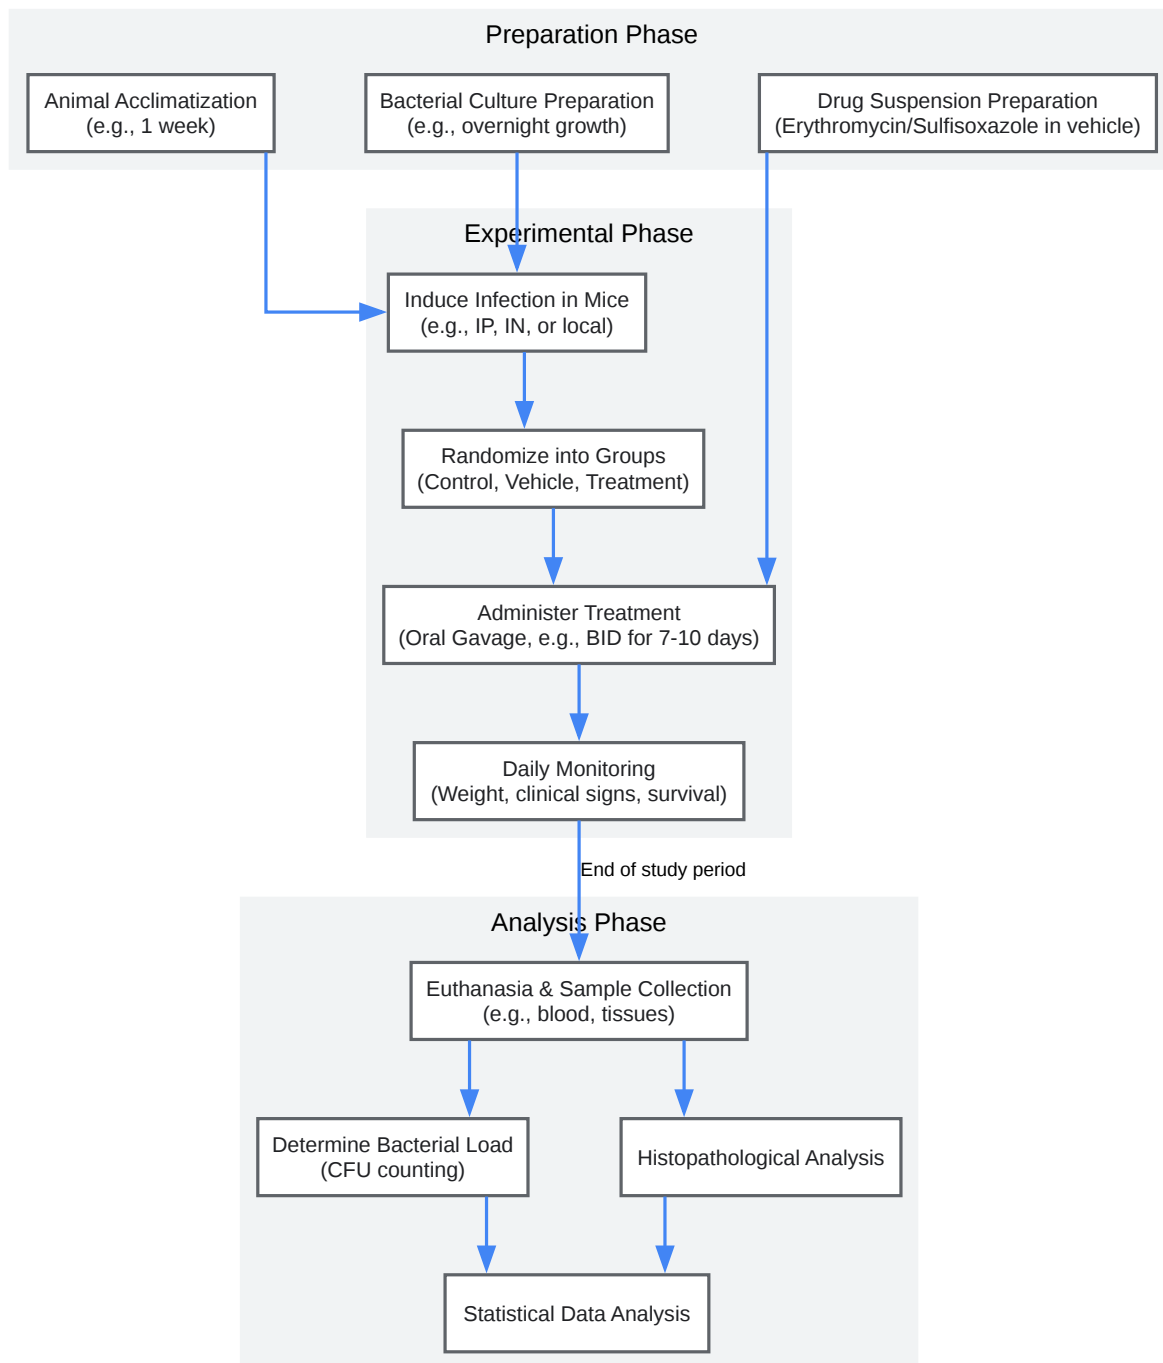 Preparation Phase
Animal Acclimatization
(e.g., 1 week)
Bacterial Culture Preparation
(e.g., overnight growth)
Drug Suspension Preparation
(Erythromycin/Sulfisoxazole in vehicle)
Experimental Phase
Induce Infection in Mice
(e.g., IP, IN, or local)
Randomize into Groups
(Control, Vehicle, Treatment)
Administer Treatment
(Oral Gavage, e.g., BID for 7-10 days)
Daily Monitoring
(Weight, clinical signs, survival)
End of study period
Analysis Phase
Euthanasia & Sample Collection
(e.g., blood, tissues)
Determine Bacterial Load
(CFU counting)
Histopathological Analysis
Statistical Data Analysis